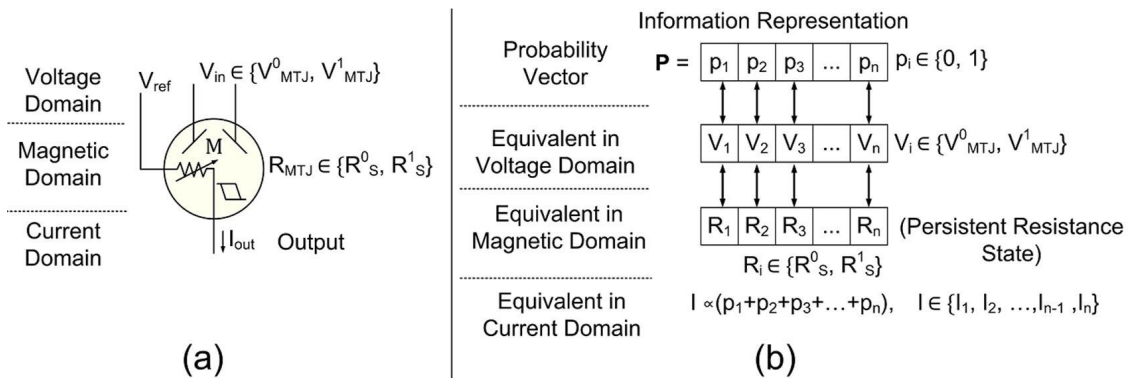 Voltage
Domain
V_ref
V_in ∈ {V^0_MTJ, V^1_MTJ}
Magnetic
Domain
M
R_MTJ ∈ {R^0_S, R^1_S}
Current
Domain
I_out
Output
(a)
Information Representation
Probability
Vector
P = p_1 p_2 p_3 ... p_n p_i ∈ {0, 1}
Equivalent in
Voltage Domain
V_1 V_2 V_3 ... V_n V_i ∈ {V^0_MTJ, V^1_MTJ}
Equivalent in
Magnetic Domain
R_1 R_2 R_3 ... R_n (Persistent Resistance
State)
R_i ∈ {R^0_S, R^1_S}
Equivalent in
Current Domain
I ∝(p_1+p_2+p_3+...+p_n), I ∈ {I_1, I_2, ...,I_n-1 ,I_n}
(b)